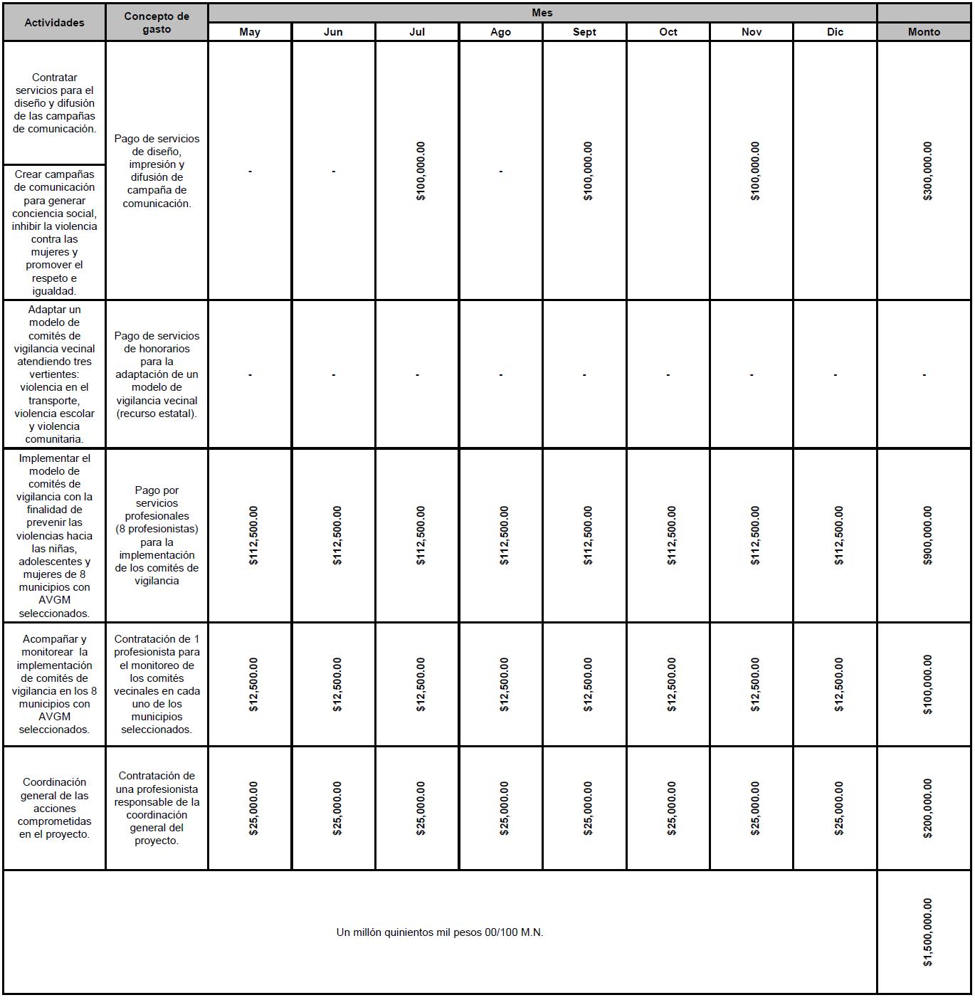 Actividades
Concepto de
gasto
Mes
May
Jun
Jul
Ago
Sept
Oct
Nov
Dic
Monto
Contratar
servicios para el
diseño y difusión
de las campañas
de comunicación.
Crear campañas
de comunicación
para generar
conciencia social,
inhibir la violencia
contra las
mujeres y
promover el
respeto e
igualdad.
Pago de servicios
de diseño,
impresión y
difusión de
campaña de
comunicación.
-
-
$100,000.00
-
$100,000.00
$100,000.00
$300,000.00
Adaptar un
modelo de
comités de
vigilancia vecinal
atendiendo tres
vertientes:
violencia en el
transporte,
violencia escolar
y violencia
comunitaria.
Pago de servicios
de honorarios
para la
adaptación de un
modelo de
vigilancia vecinal
(recurso estatal).
-
-
-
-
-
-
-
-
-
Implementar el
modelo de
comités de
vigilancia con la
finalidad de
prevenir las
violencias hacia
las niñas,
adolescentes y
mujeres de 8
municipios con
AVGM
seleccionados.
Pago por
servicios
profesionales
(8 profesionistas)
para la
implementación
de los comités de
vigilancia
$112,500.00
$112,500.00
$112,500.00
$112,500.00
$112,500.00
$112,500.00
$112,500.00
$112,500.00
$900,000.00
Acompañar y
monitorear la
implementación
de comités de
vigilancia en los 8
municipios con
AVGM
seleccionados.
Contratación de 1
profesionista para
el monitoreo de
los comités
vecinales en cada
uno de los
municipios
seleccionados.
$12,500.00
$12,500.00
$12,500.00
$12,500.00
$12,500.00
$12,500.00
$12,500.00
$12,500.00
$100,000.00
Coordinación
general de las
acciones
comprometidas
en el proyecto.
Contratación de
una profesionista
responsable de la
coordinación
general del
proyecto.
$25,000.00
$25,000.00
$25,000.00
$25,000.00
$25,000.00
$25,000.00
$25,000.00
$25,000.00
$200,000.00
Un millón quinientos mil pesos 00/100 M.N.
$1,500,000.00